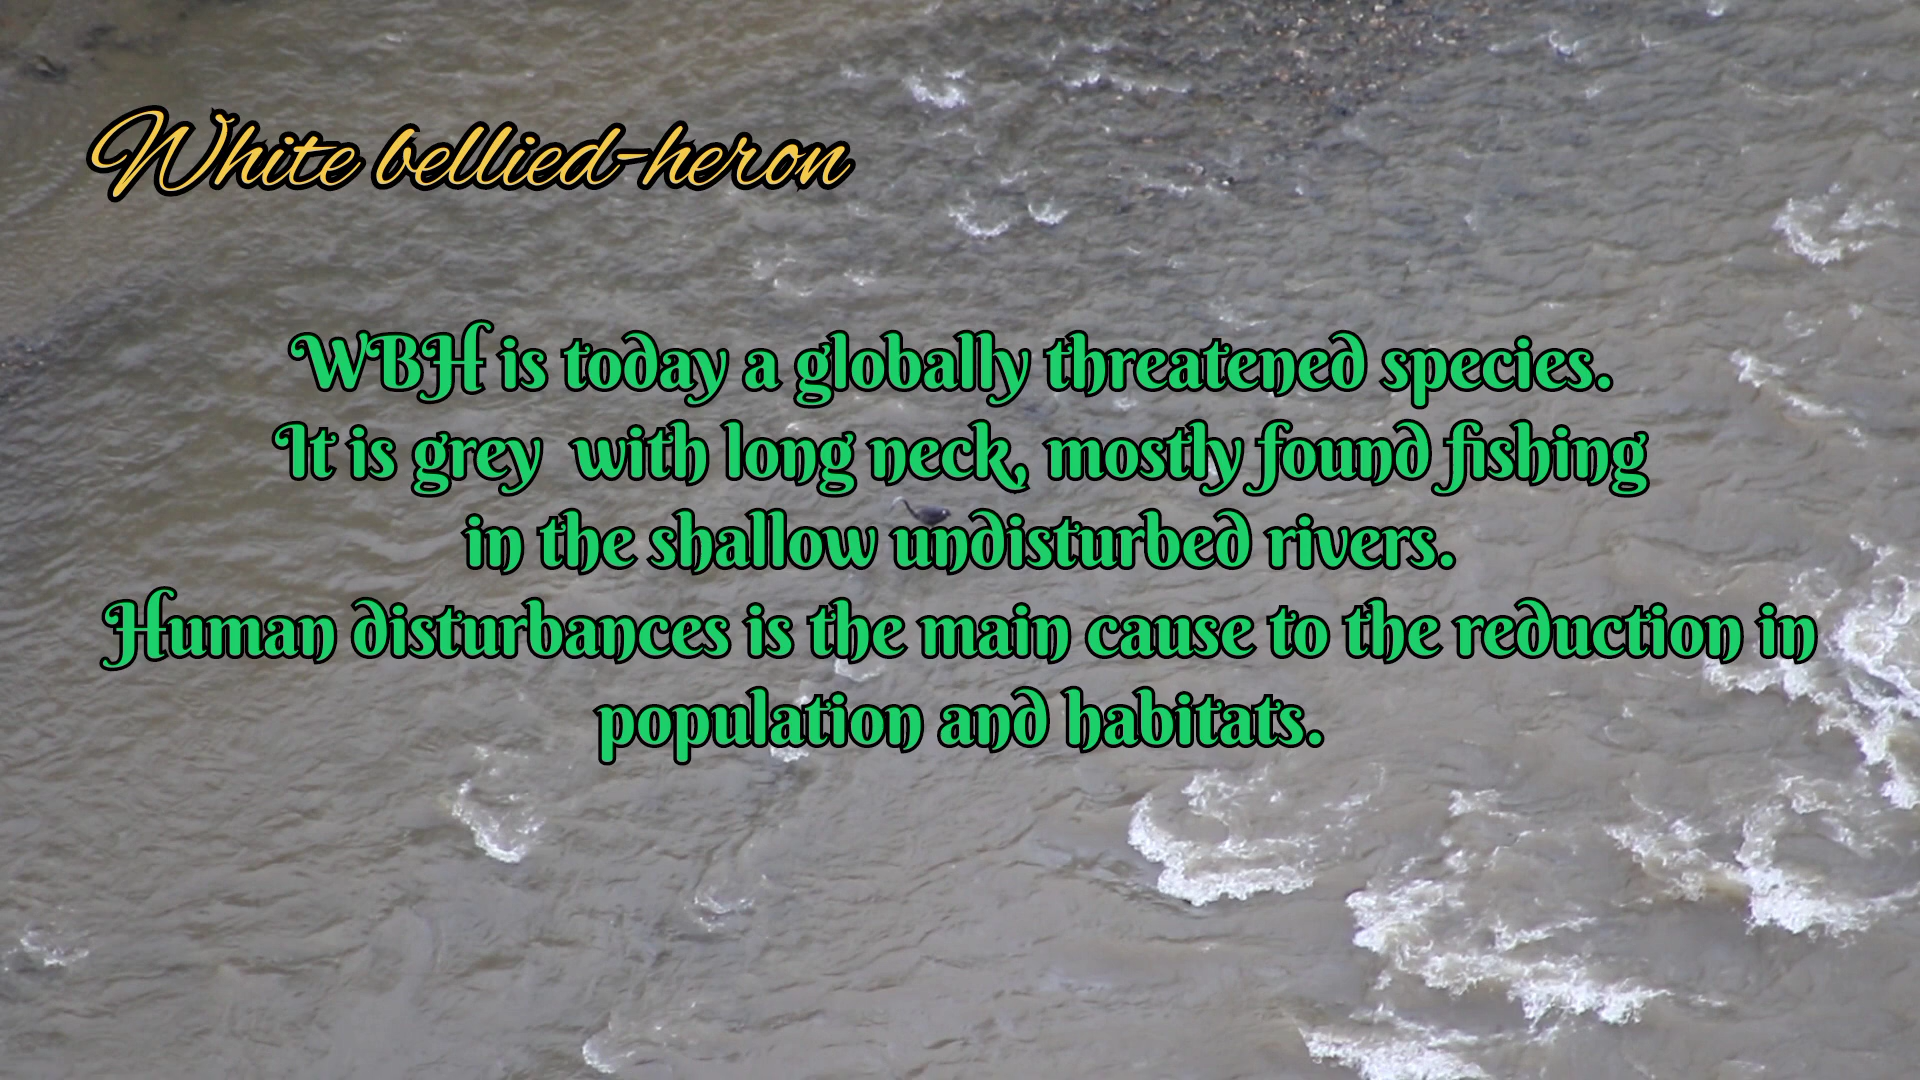 White bellied-heron
WBH is today a globally threatened species.
It is grey  with long neck, mostly found fishing
in the shallow undisturbed rivers.
Human disturbances is the main cause to the reduction in
population and habitats.